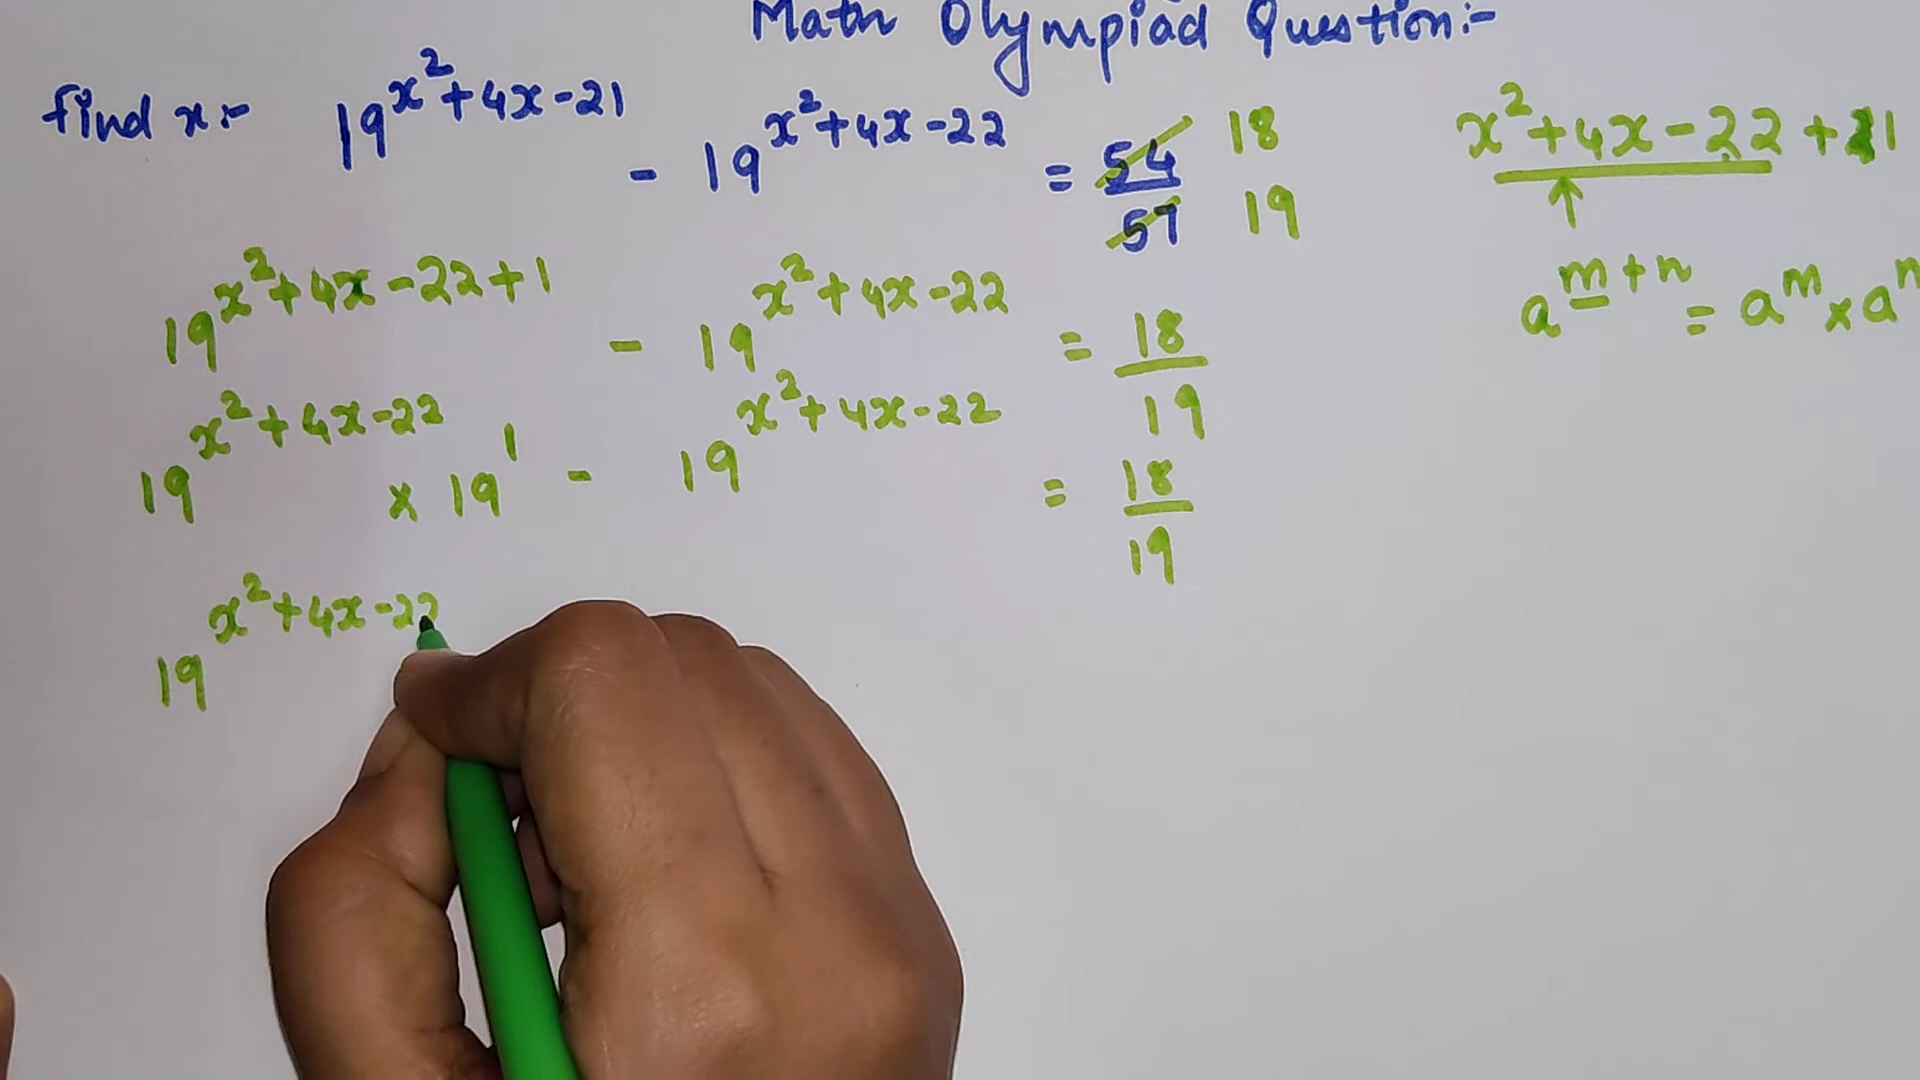 Math Olympiad Question:-
find x:- 19^{x²+4x-21} - 19^{x²+4x-22} = 54/57 18/19
x²+4x-22+1
a^{m+n} = a^m × a^n
19^{x²+4x-22+1} - 19^{x²+4x-22} = 18/19
19^{x²+4x-22} × 19^1 - 19^{x²+4x-22} = 18/19
19^{x²+4x-22}